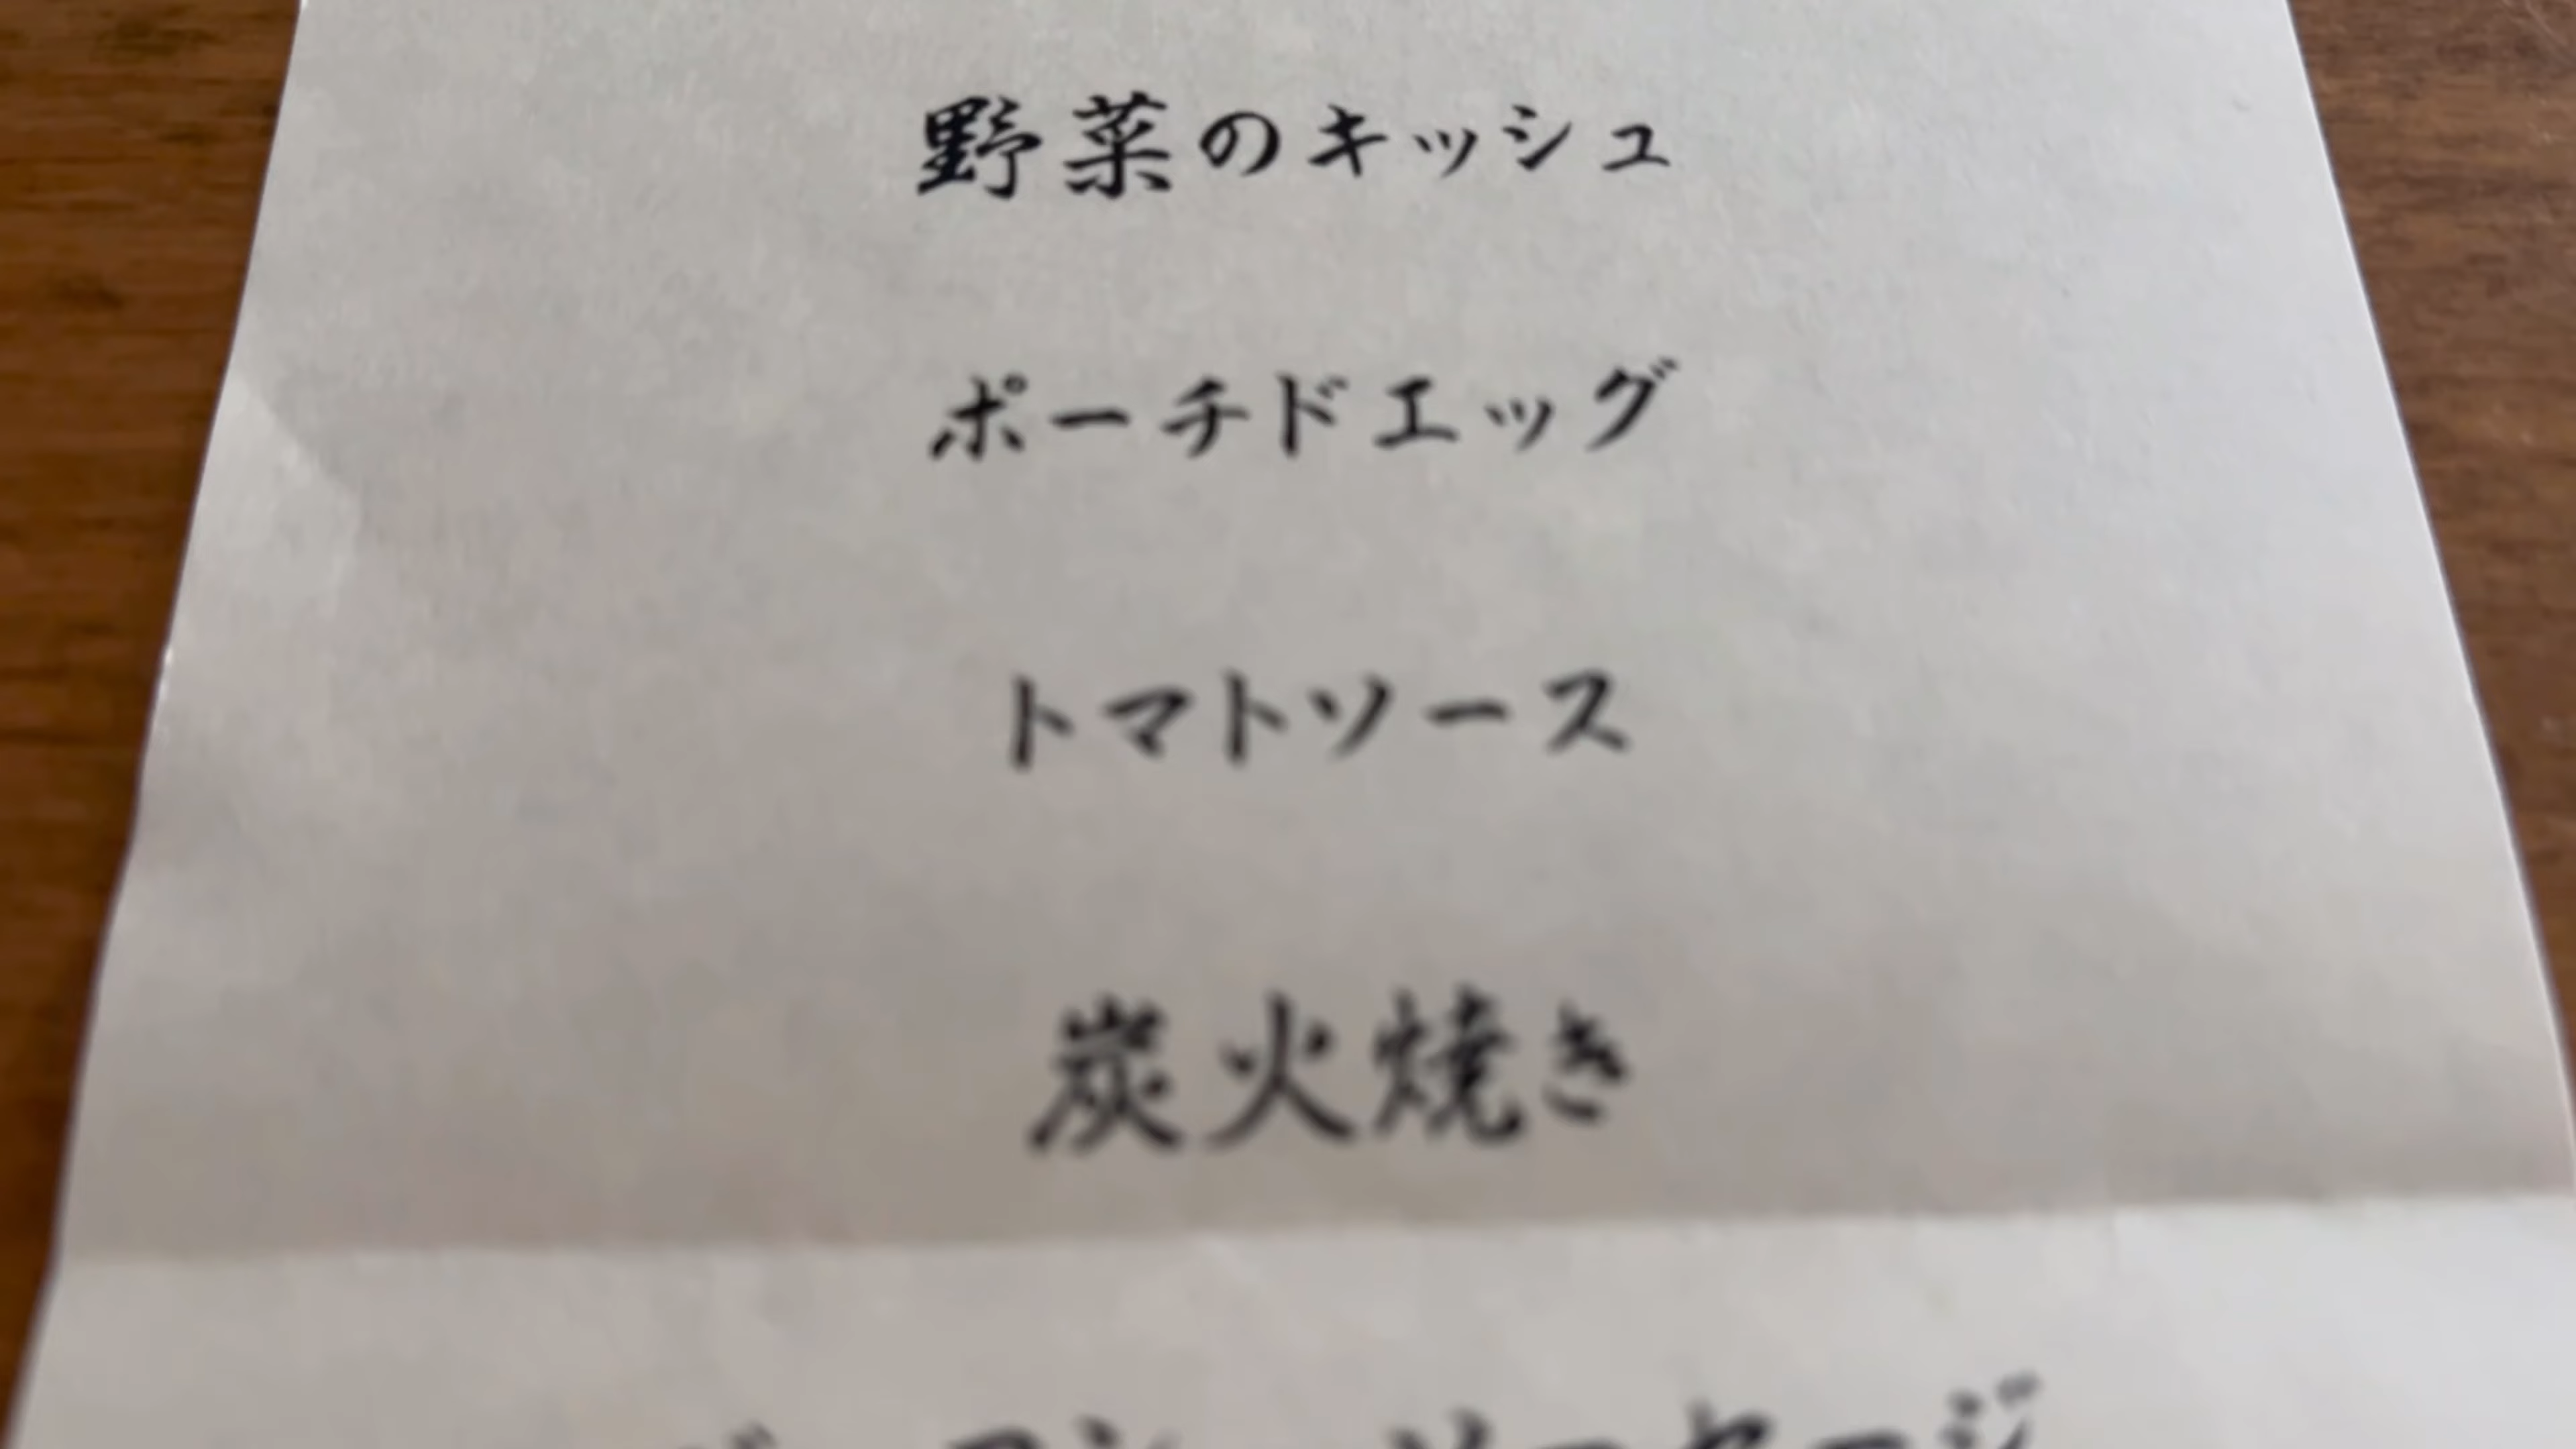 野菜のキッシュ
ポーチドエッグ
トマトソース
炭火焼き